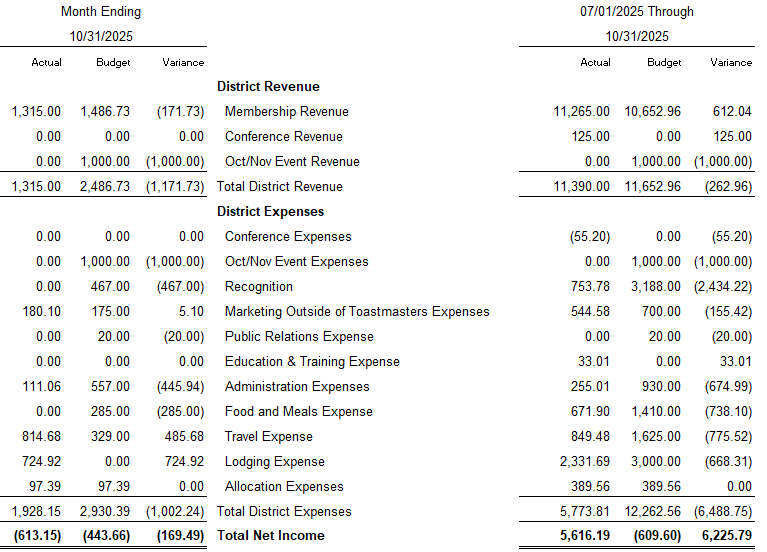 Month Ending 07/01/2025 Through
10/31/2025 10/31/2025
Actual Budget Variance Actual Budget Variance
District Revenue
1,315.00 1,486.73 (171.73) Membership Revenue 11,265.00 10,652.96 612.04
0.00 0.00 0.00 Conference Revenue 125.00 0.00 125.00
0.00 1,000.00 (1,000.00) Oct/Nov Event Revenue 0.00 1,000.00 (1,000.00)
1,315.00 2,486.73 (1,171.73) Total District Revenue 11,390.00 11,652.96 (262.96)
District Expenses
0.00 0.00 0.00 Conference Expenses (55.20) 0.00 (55.20)
0.00 1,000.00 (1,000.00) Oct/Nov Event Expenses 0.00 1,000.00 (1,000.00)
0.00 467.00 (467.00) Recognition 753.78 3,188.00 (2,434.22)
180.10 175.00 5.10 Marketing Outside of Toastmasters Expenses 544.58 700.00 (155.42)
0.00 20.00 (20.00) Public Relations Expense 0.00 20.00 (20.00)
0.00 0.00 0.00 Education & Training Expense 33.01 0.00 33.01
111.06 557.00 (445.94) Administration Expenses 255.01 930.00 (674.99)
0.00 285.00 (285.00) Food and Meals Expense 671.90 1,410.00 (738.10)
814.68 329.00 485.68 Travel Expense 849.48 1,625.00 (775.52)
724.92 0.00 724.92 Lodging Expense 2,331.69 3,000.00 (668.31)
97.39 97.39 0.00 Allocation Expenses 389.56 389.56 0.00
1,928.15 2,930.39 (1,002.24) Total District Expenses 5,773.81 12,262.56 (6,488.75)
(613.15) (443.66) (169.49) Total Net Income 5,616.19 (609.60) 6,225.79